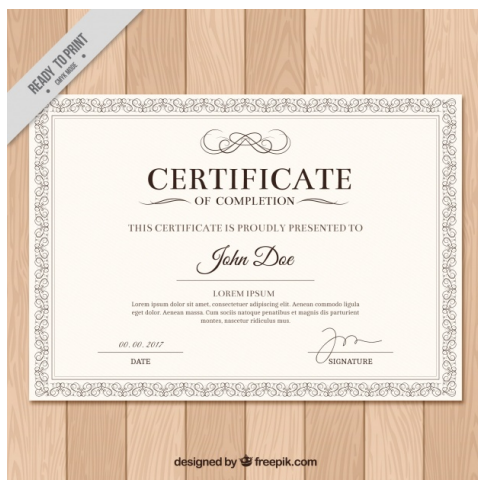 READY TO PRINT
CMYK MODE
CERTIFICATE
OF COMPLETION
THIS CERTIFICATE IS PROUDLY PRESENTED TO
John Doe
LOREM IPSUM
Lorem ipsum dolor sit amet, consectetuer adipiscing elit. Aenean commodo ligula
eget dolor. Aenean massa. Cum sociis natoque penatibus et magnis dis parturient
montes, nascetur ridiculus mus.
00. 00. 2017
DATE
SIGNATURE
designed by freepik.com